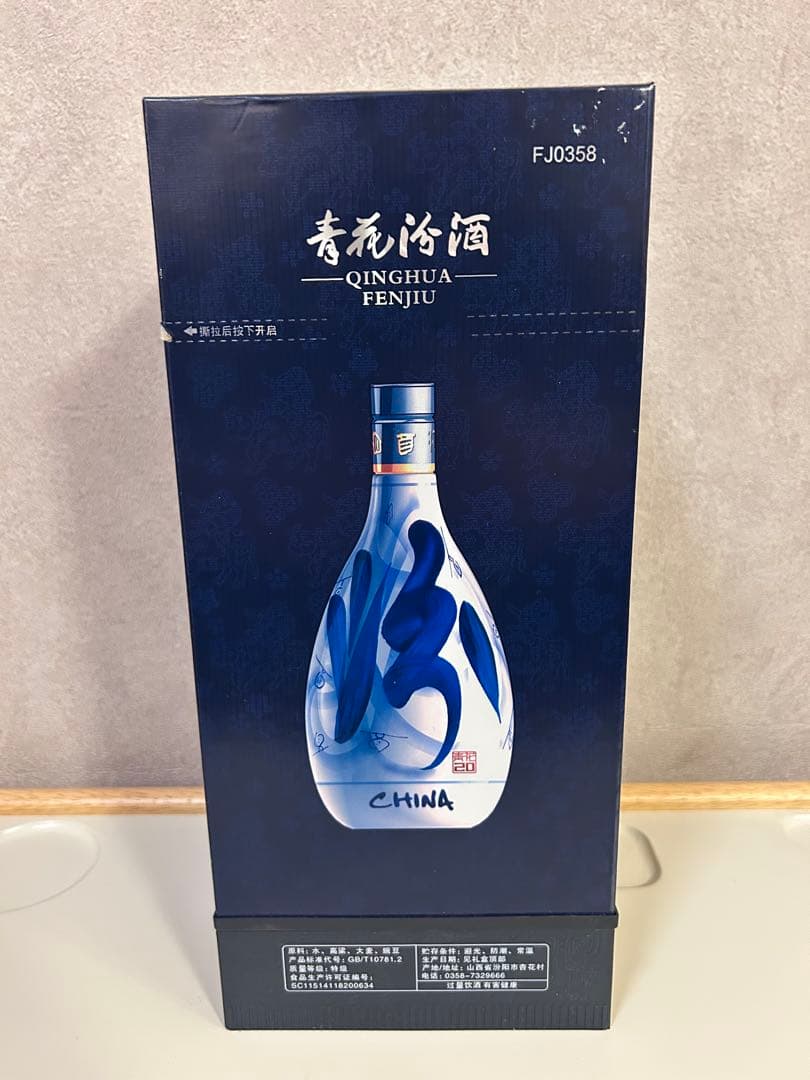 FJ0358
青花汾酒
QINGHUA
FENJIU
撕拉后按下开启
汾
青花
20
CHINA
原料：水、高粱、大麦、豌豆
产品标准代号：GB/T10781.2
质量等级：特级
食品生产许可证编号：
SC11514118200634
贮存条件：避光、防潮、常温
生产日期：见礼盒顶部
产地/地址：山西省汾阳市杏花村
电话：0358-7329666
过量饮酒 有害健康